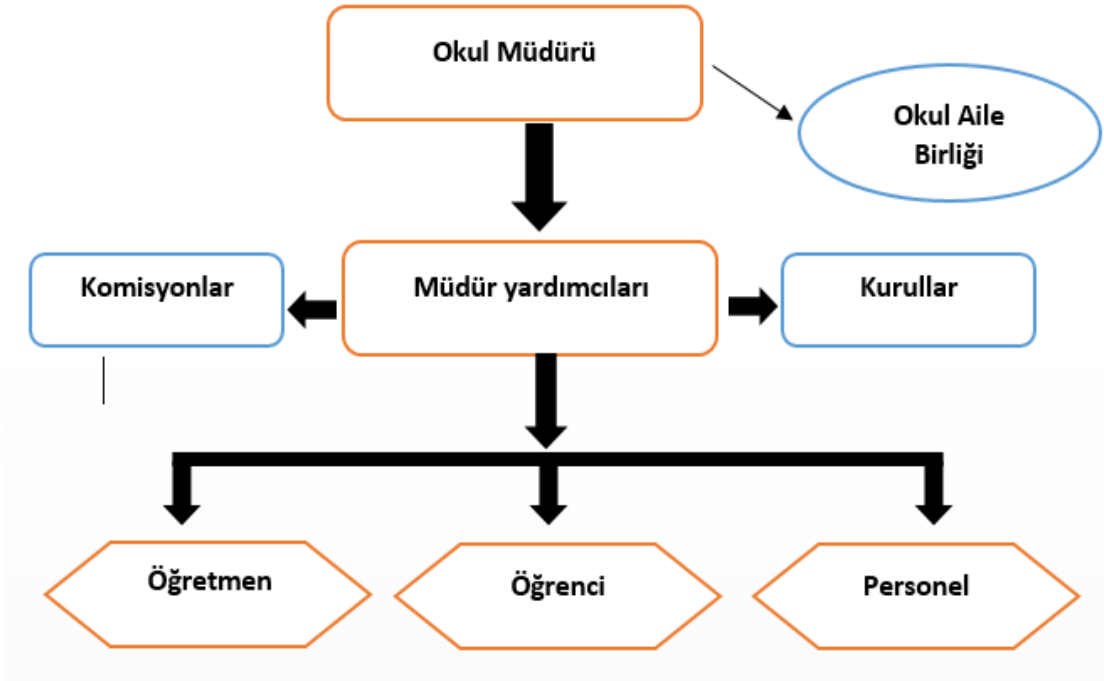 Okul Müdürü
Okul Aile
Birliği
Komisyonlar
Müdür yardımcıları
Kurullar
Öğretmen
Öğrenci
Personel